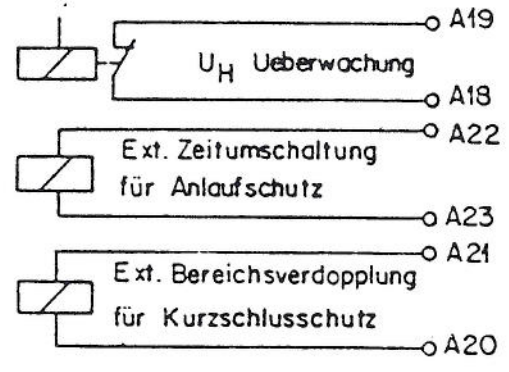 A19
U_H Ueberwachung
A18
A22
Ext. Zeitumschaltung
für Anlaufschutz
A23
A21
Ext. Bereichsverdopplung
für Kurzschlusschutz
A20